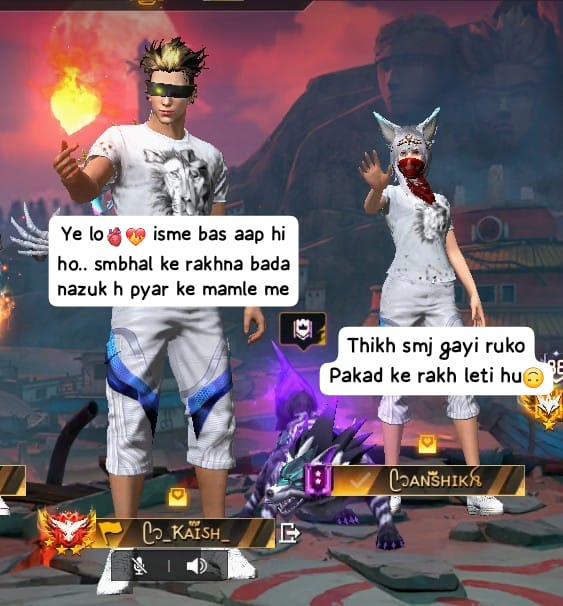 Ye lo🫀❤️‍🔥 isme bas aap hi
ho.. smbhal ke rakhna bada
nazuk h pyar ke mamle me
Thikh smj gayi ruko
Pakad ke rakh leti hu🙃
_KAÏSH_
ANSHIKA